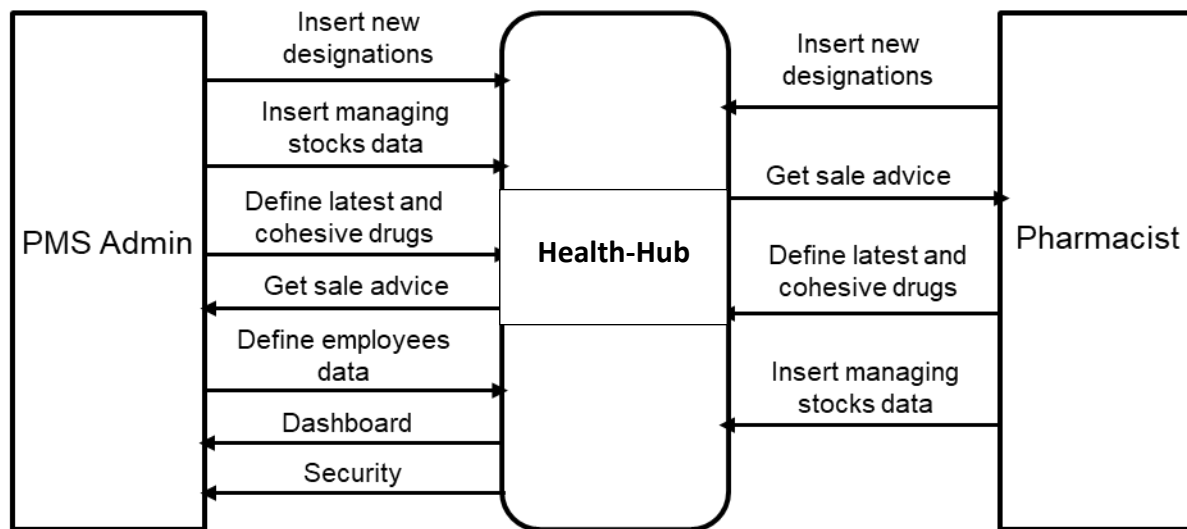 Insert new
designations
Insert managing
stocks data
Define latest and
cohesive drugs
PMS Admin
Get sale advice
Define employees
data
Dashboard
Security
Health-Hub
Insert new
designations
Get sale advice
Define latest and
cohesive drugs
Insert managing
stocks data
Pharmacist